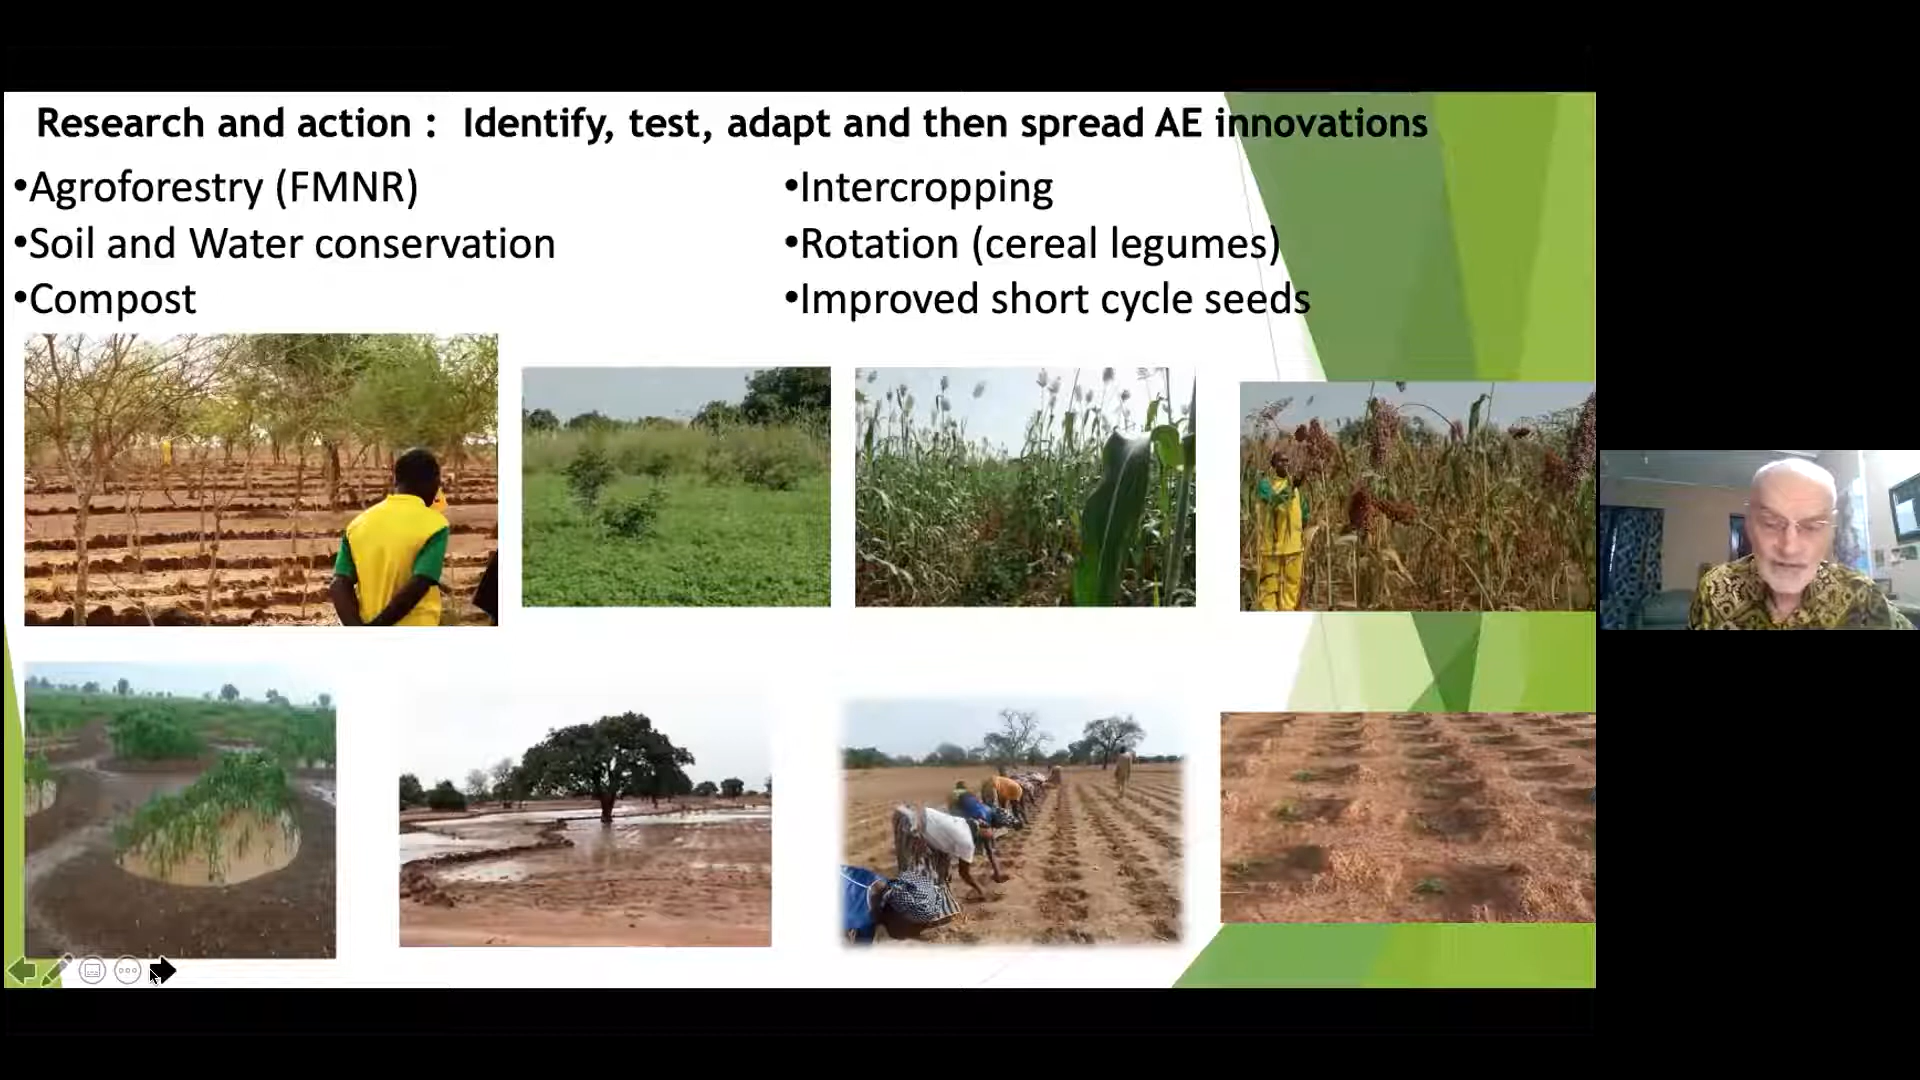 Research and action : Identify, test, adapt and then spread AE innovations
•Agroforestry (FMNR)
•Soil and Water conservation
•Compost
•Intercropping
•Rotation (cereal legumes)
•Improved short cycle seeds